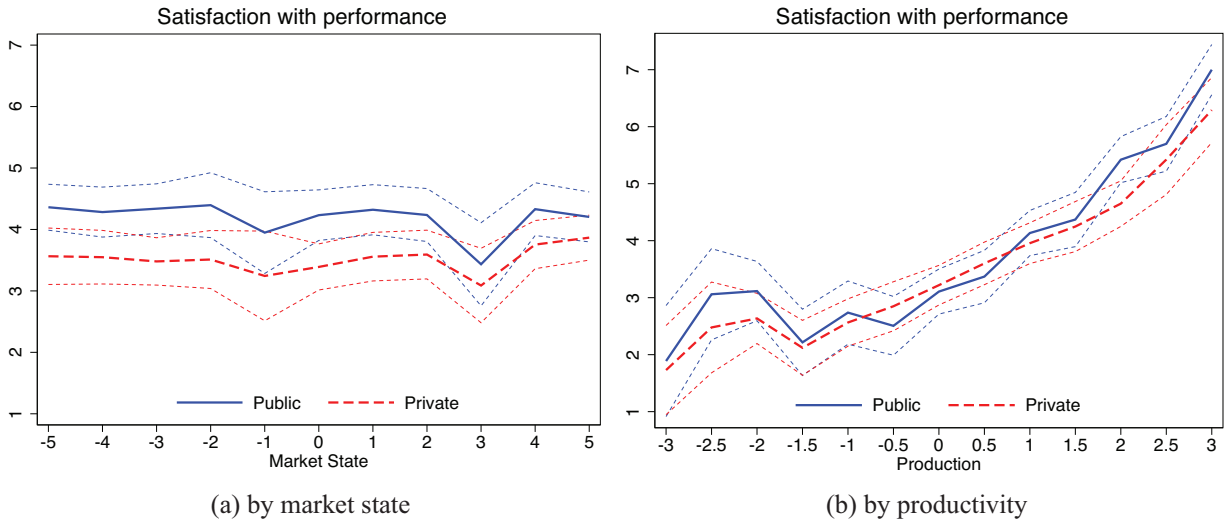 Satisfaction with performance
7
6
5
4
3
2
1
Public Private
-5 -4 -3 -2 -1 0 1 2 3 4 5
Market State
(a) by market state
Satisfaction with performance
7
6
5
4
3
2
1
Public Private
-3 -2.5 -2 -1.5 -1 -0.5 0 0.5 1 1.5 2 2.5 3
Production
(b) by productivity